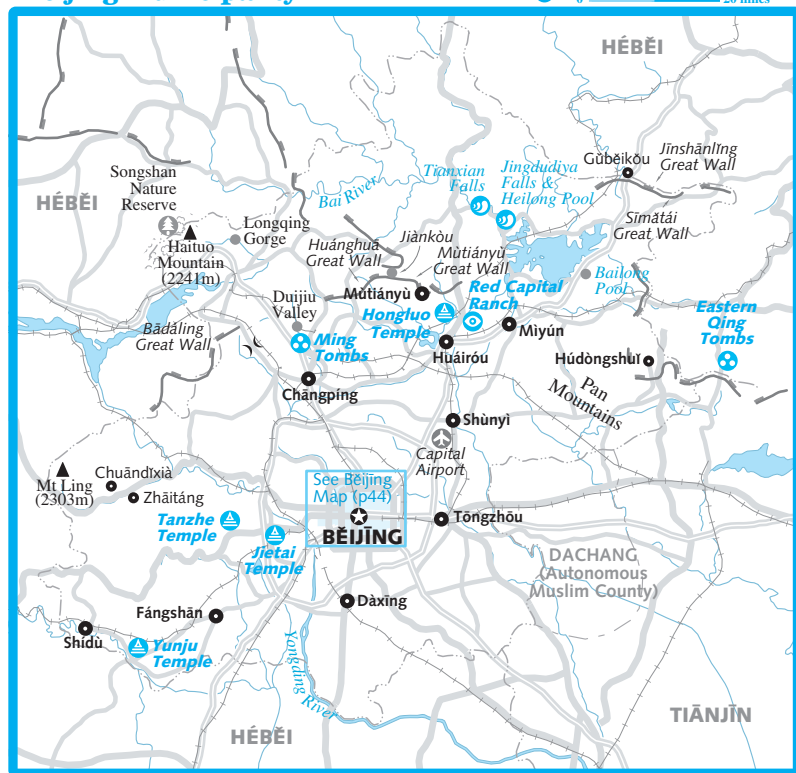 0
20 miles
HÉBĚI
Jīnshānlǐng
Great Wall
Gǔběikǒu
Tianxian
Falls
Jingdudiya
Falls &
Heilong Pool
Songshan
Nature
Reserve
HÉBĚI
Bai River
Longqing
Gorge
Haituo
Mountain
(2241m)
Huánghuā
Great Wall
Jiànkòu
Mùtiányù
Great Wall
Sīmǎtái
Great Wall
Bailong
Pool
Mùtiányù
Red Capital
Ranch
Duijiu
Valley
Hongluo
Temple
Eastern
Qing
Tombs
Bādálǐng
Great Wall
Ming
Tombs
Huáiróu
Mìyún
Húdòngshuǐ
Chāngpíng
Pan
Mountains
Shùnyì
Capital
Airport
Mt Ling
(2303m)
Chuāndǐxià
Zhāitáng
See Běijīng
Map (p44)
Tanzhe
Temple
BĚIJĪNG
Tōngzhōu
Jietai
Temple
DACHANG
(Autonomous
Muslim County)
Fángshān
Dàxīng
Shídù
Yunju
Temple
Yongding River
HÉBĚI
TIĀNJĪN